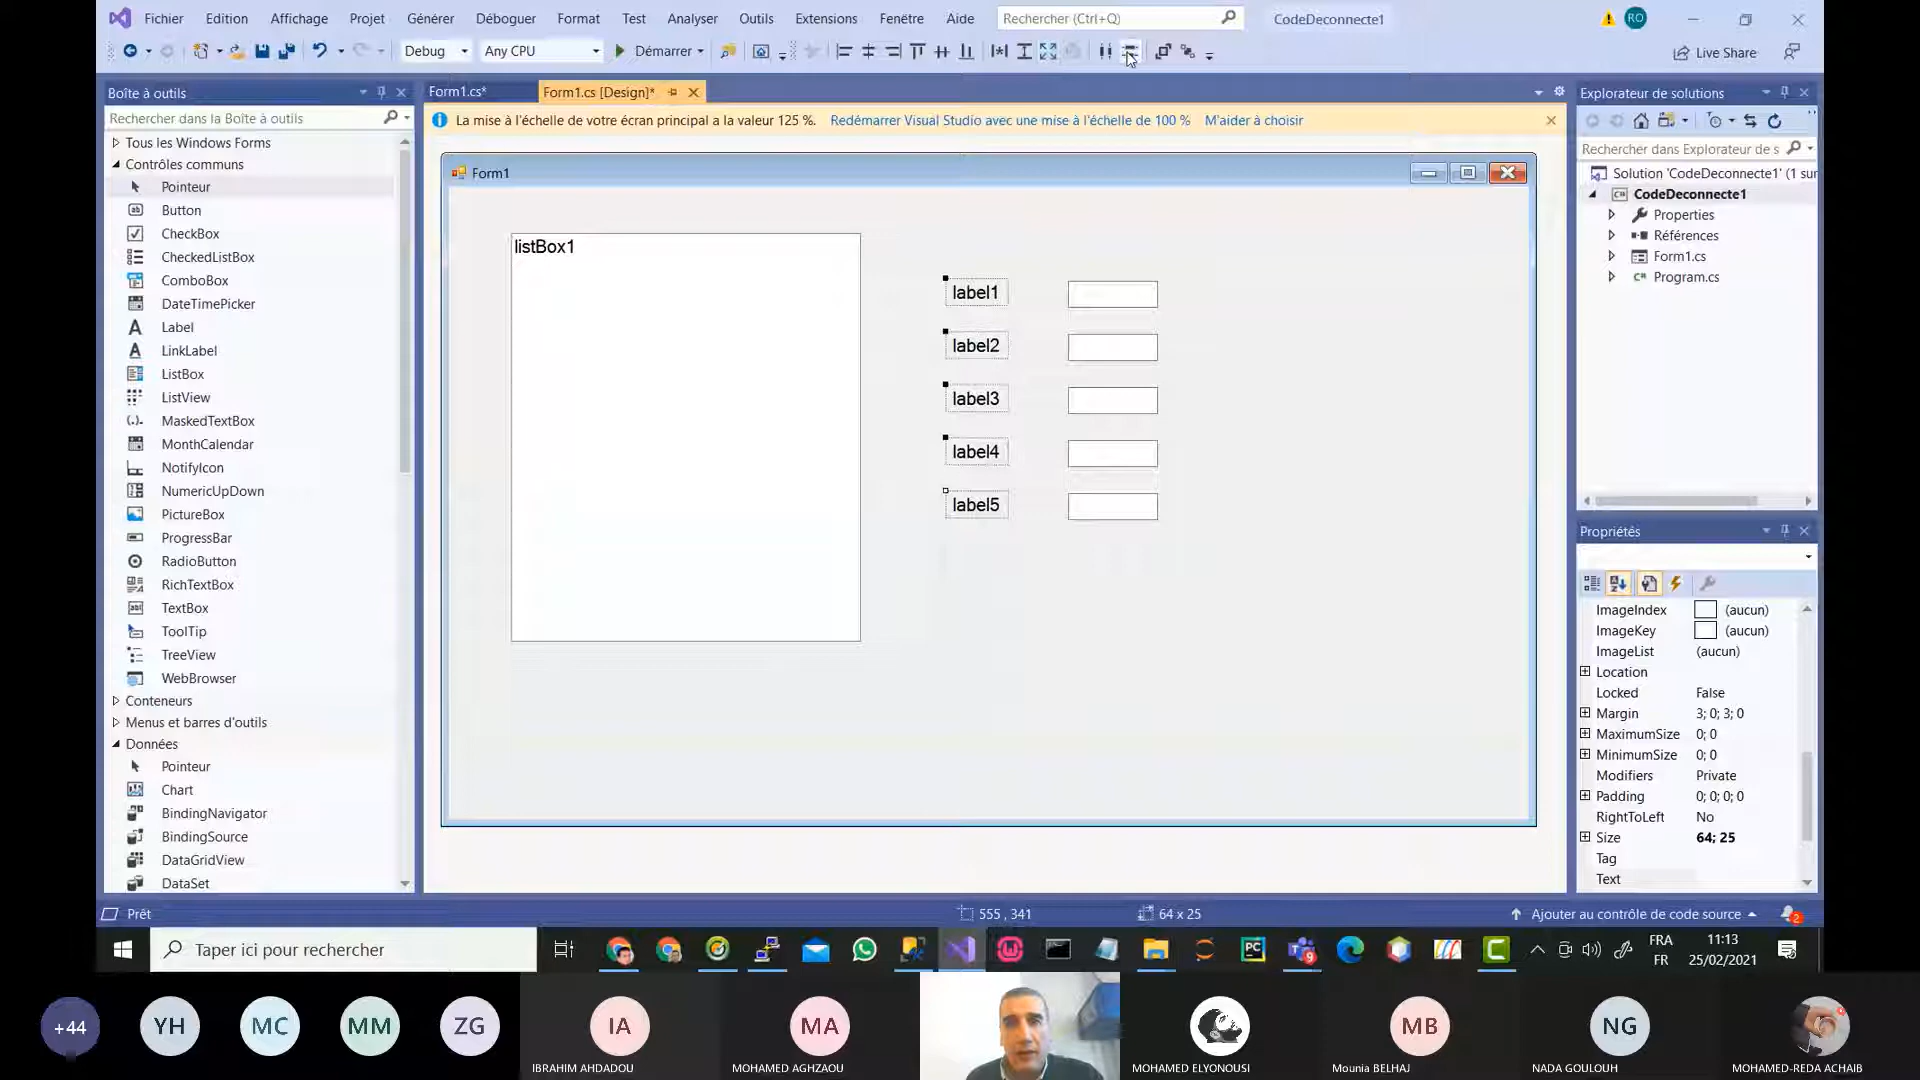 Fichier Edition Affichage Projet Générer Déboguer Format Test Analyser Outils Extensions Fenêtre Aide Rechercher (Ctrl+Q) CodeDeconnecte1 RO
Debug Any CPU Démarrer Live Share
Boîte à outils
Rechercher dans la Boîte à outils
Tous les Windows Forms
Contrôles communs
Pointeur
Button
CheckBox
CheckedListBox
ComboBox
DateTimePicker
Label
LinkLabel
ListBox
ListView
MaskedTextBox
MonthCalendar
NotifyIcon
NumericUpDown
PictureBox
ProgressBar
RadioButton
RichTextBox
TextBox
ToolTip
TreeView
WebBrowser
Conteneurs
Menus et barres d'outils
Données
Pointeur
Chart
BindingNavigator
BindingSource
DataGridView
DataSet
Form1.cs* Form1.cs [Design]*
La mise à l'échelle de votre écran principal a la valeur 125 %. Redémarrer Visual Studio avec une mise à l'échelle de 100 % M'aider à choisir
Form1
listBox1
label1
label2
label3
label4
label5
Explorateur de solutions
Rechercher dans Explorateur de s
Solution 'CodeDeconnecte1' (1 sur
CodeDeconnecte1
Properties
Références
Form1.cs
Program.cs
Propriétés
ImageIndex (aucun)
ImageKey (aucun)
ImageList (aucun)
Location
Locked False
Margin 3; 0; 3; 0
MaximumSize 0; 0
MinimumSize 0; 0
Modifiers Private
Padding 0; 0; 0; 0
RightToLeft No
Size 64; 25
Tag
Text
Prêt 555 , 341 64 x 25 Ajouter au contrôle de code source 2
Taper ici pour rechercher
PC
9
FRA
FR
11:13
25/02/2021
+44 YH MC MM ZG IA MA MB NG
IBRAHIM AHDADOU MOHAMED AGHZAOU MOHAMED ELYONOUSI Mounia BELHAJ NADA GOULOUH MOHAMED-REDA ACHAIB